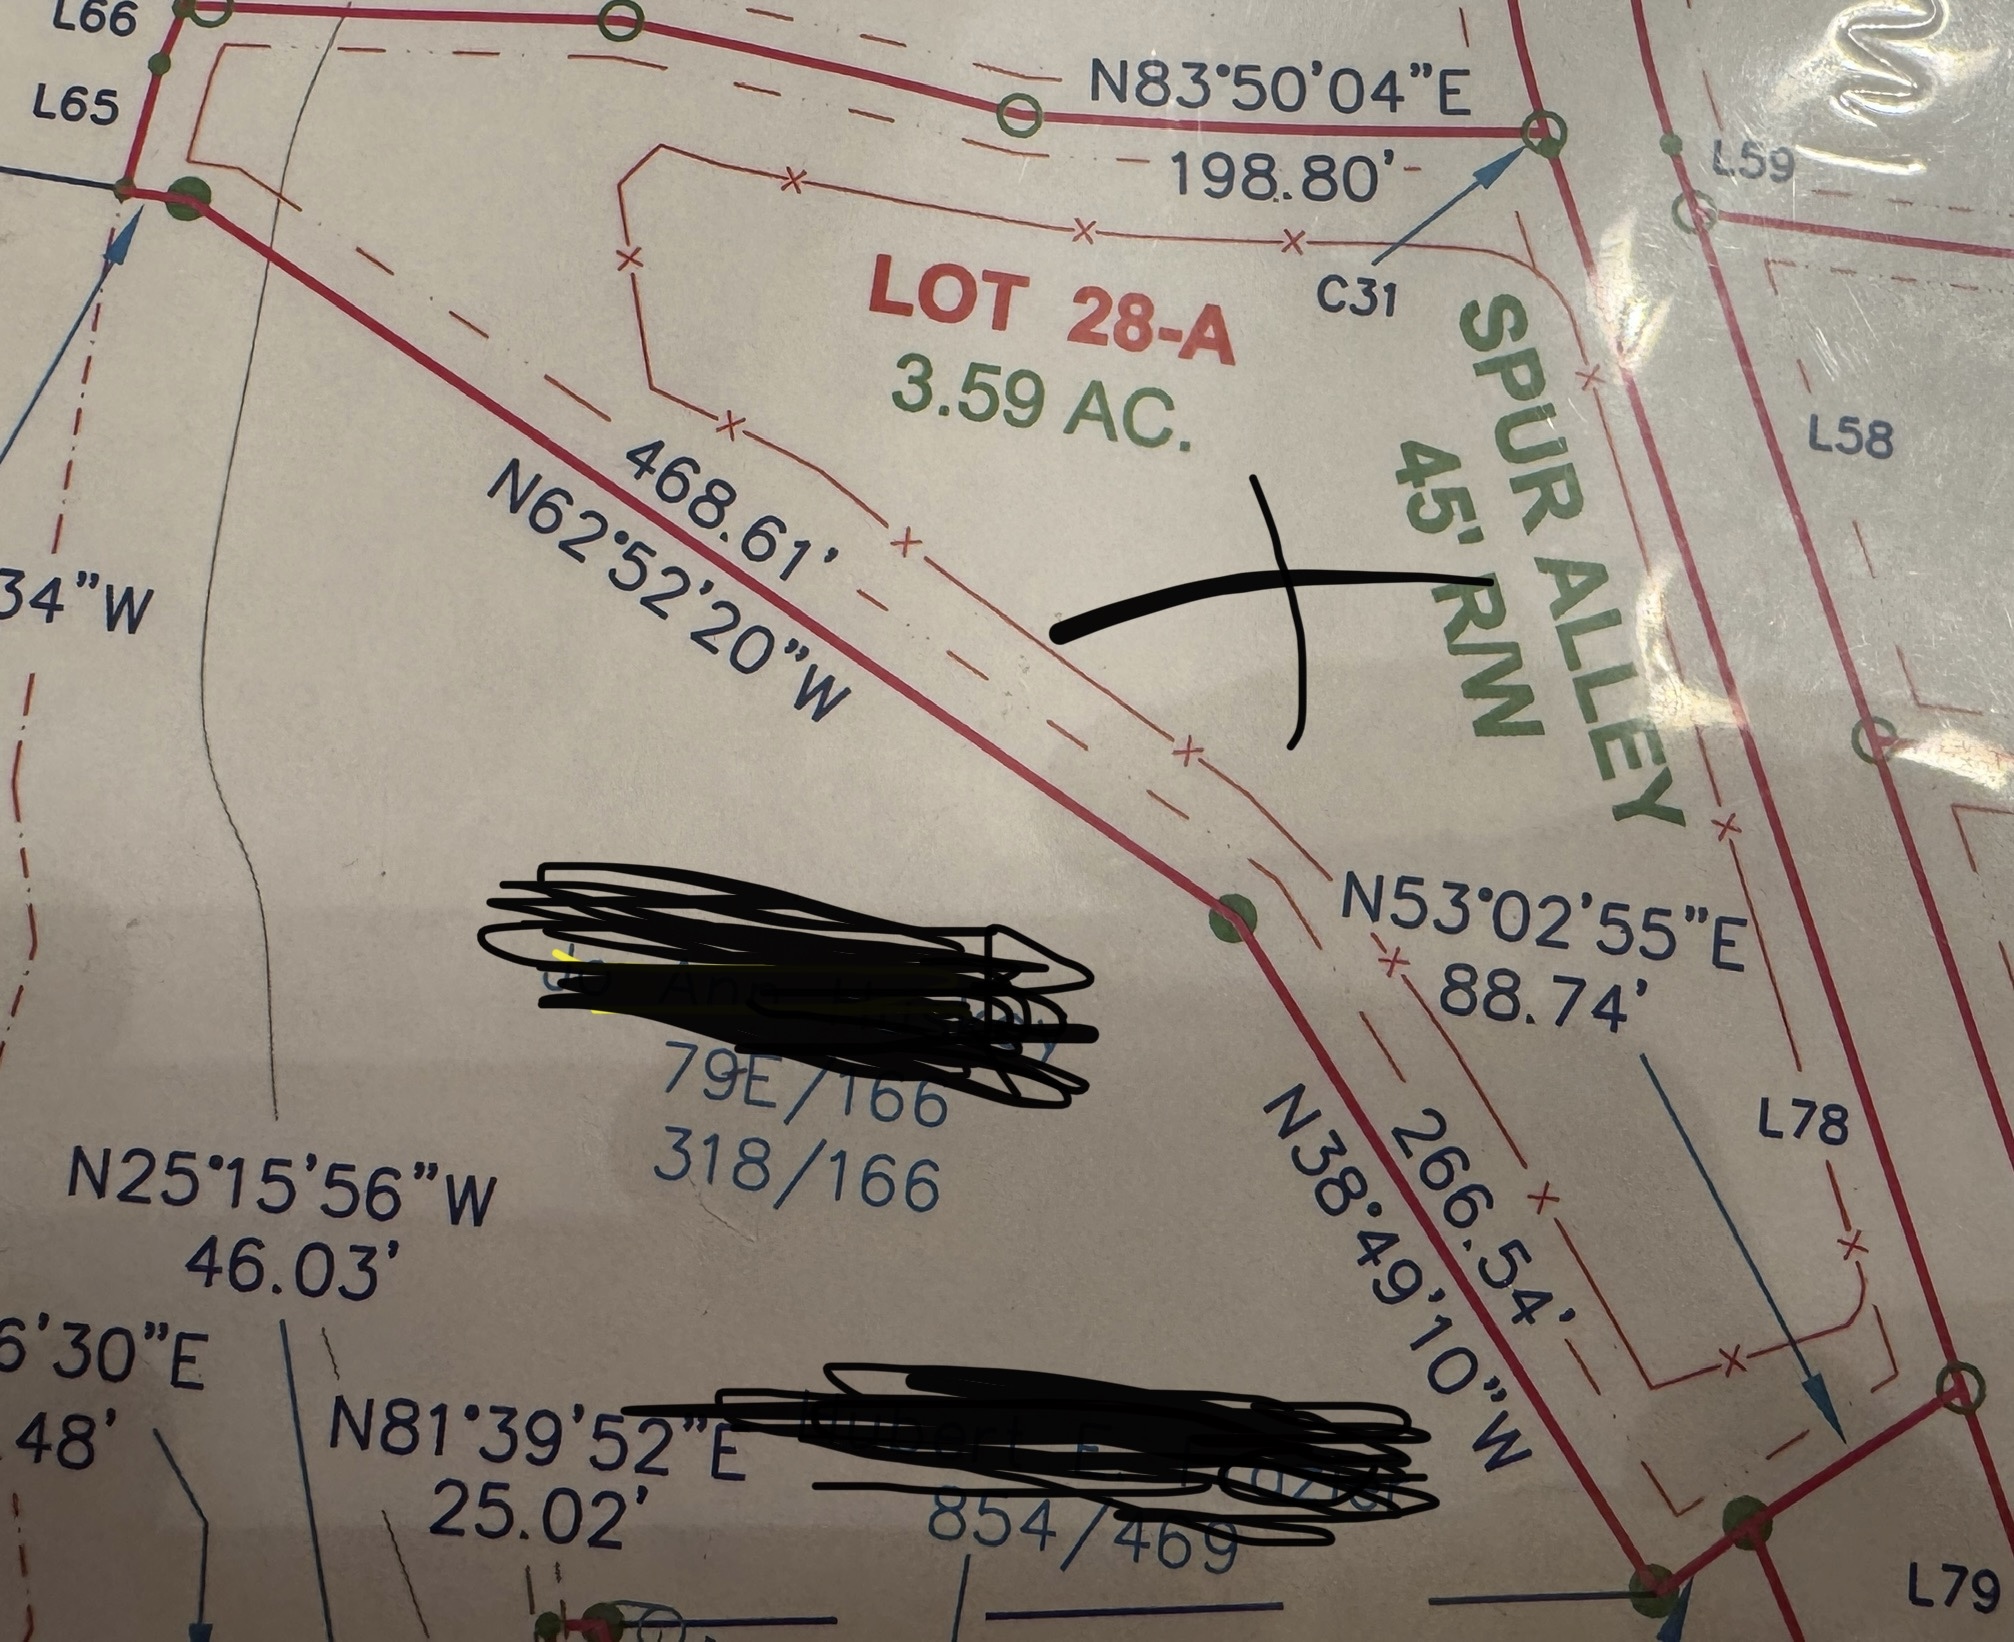 L66
L65
N83°50'04"E
198.80'
L59
C31
LOT 28-A
3.59 AC.
SPUR ALLEY
45' R/W
L58
468.61'
N62°52'20"W
34"W
N53°02'55"E
88.74'
79E/166
318/166
L78
266.54'
N38°49'10"W
N25°15'56"W
46.03'
6'30"E
48'
N81°39'52"E
25.02'
854/469
L79